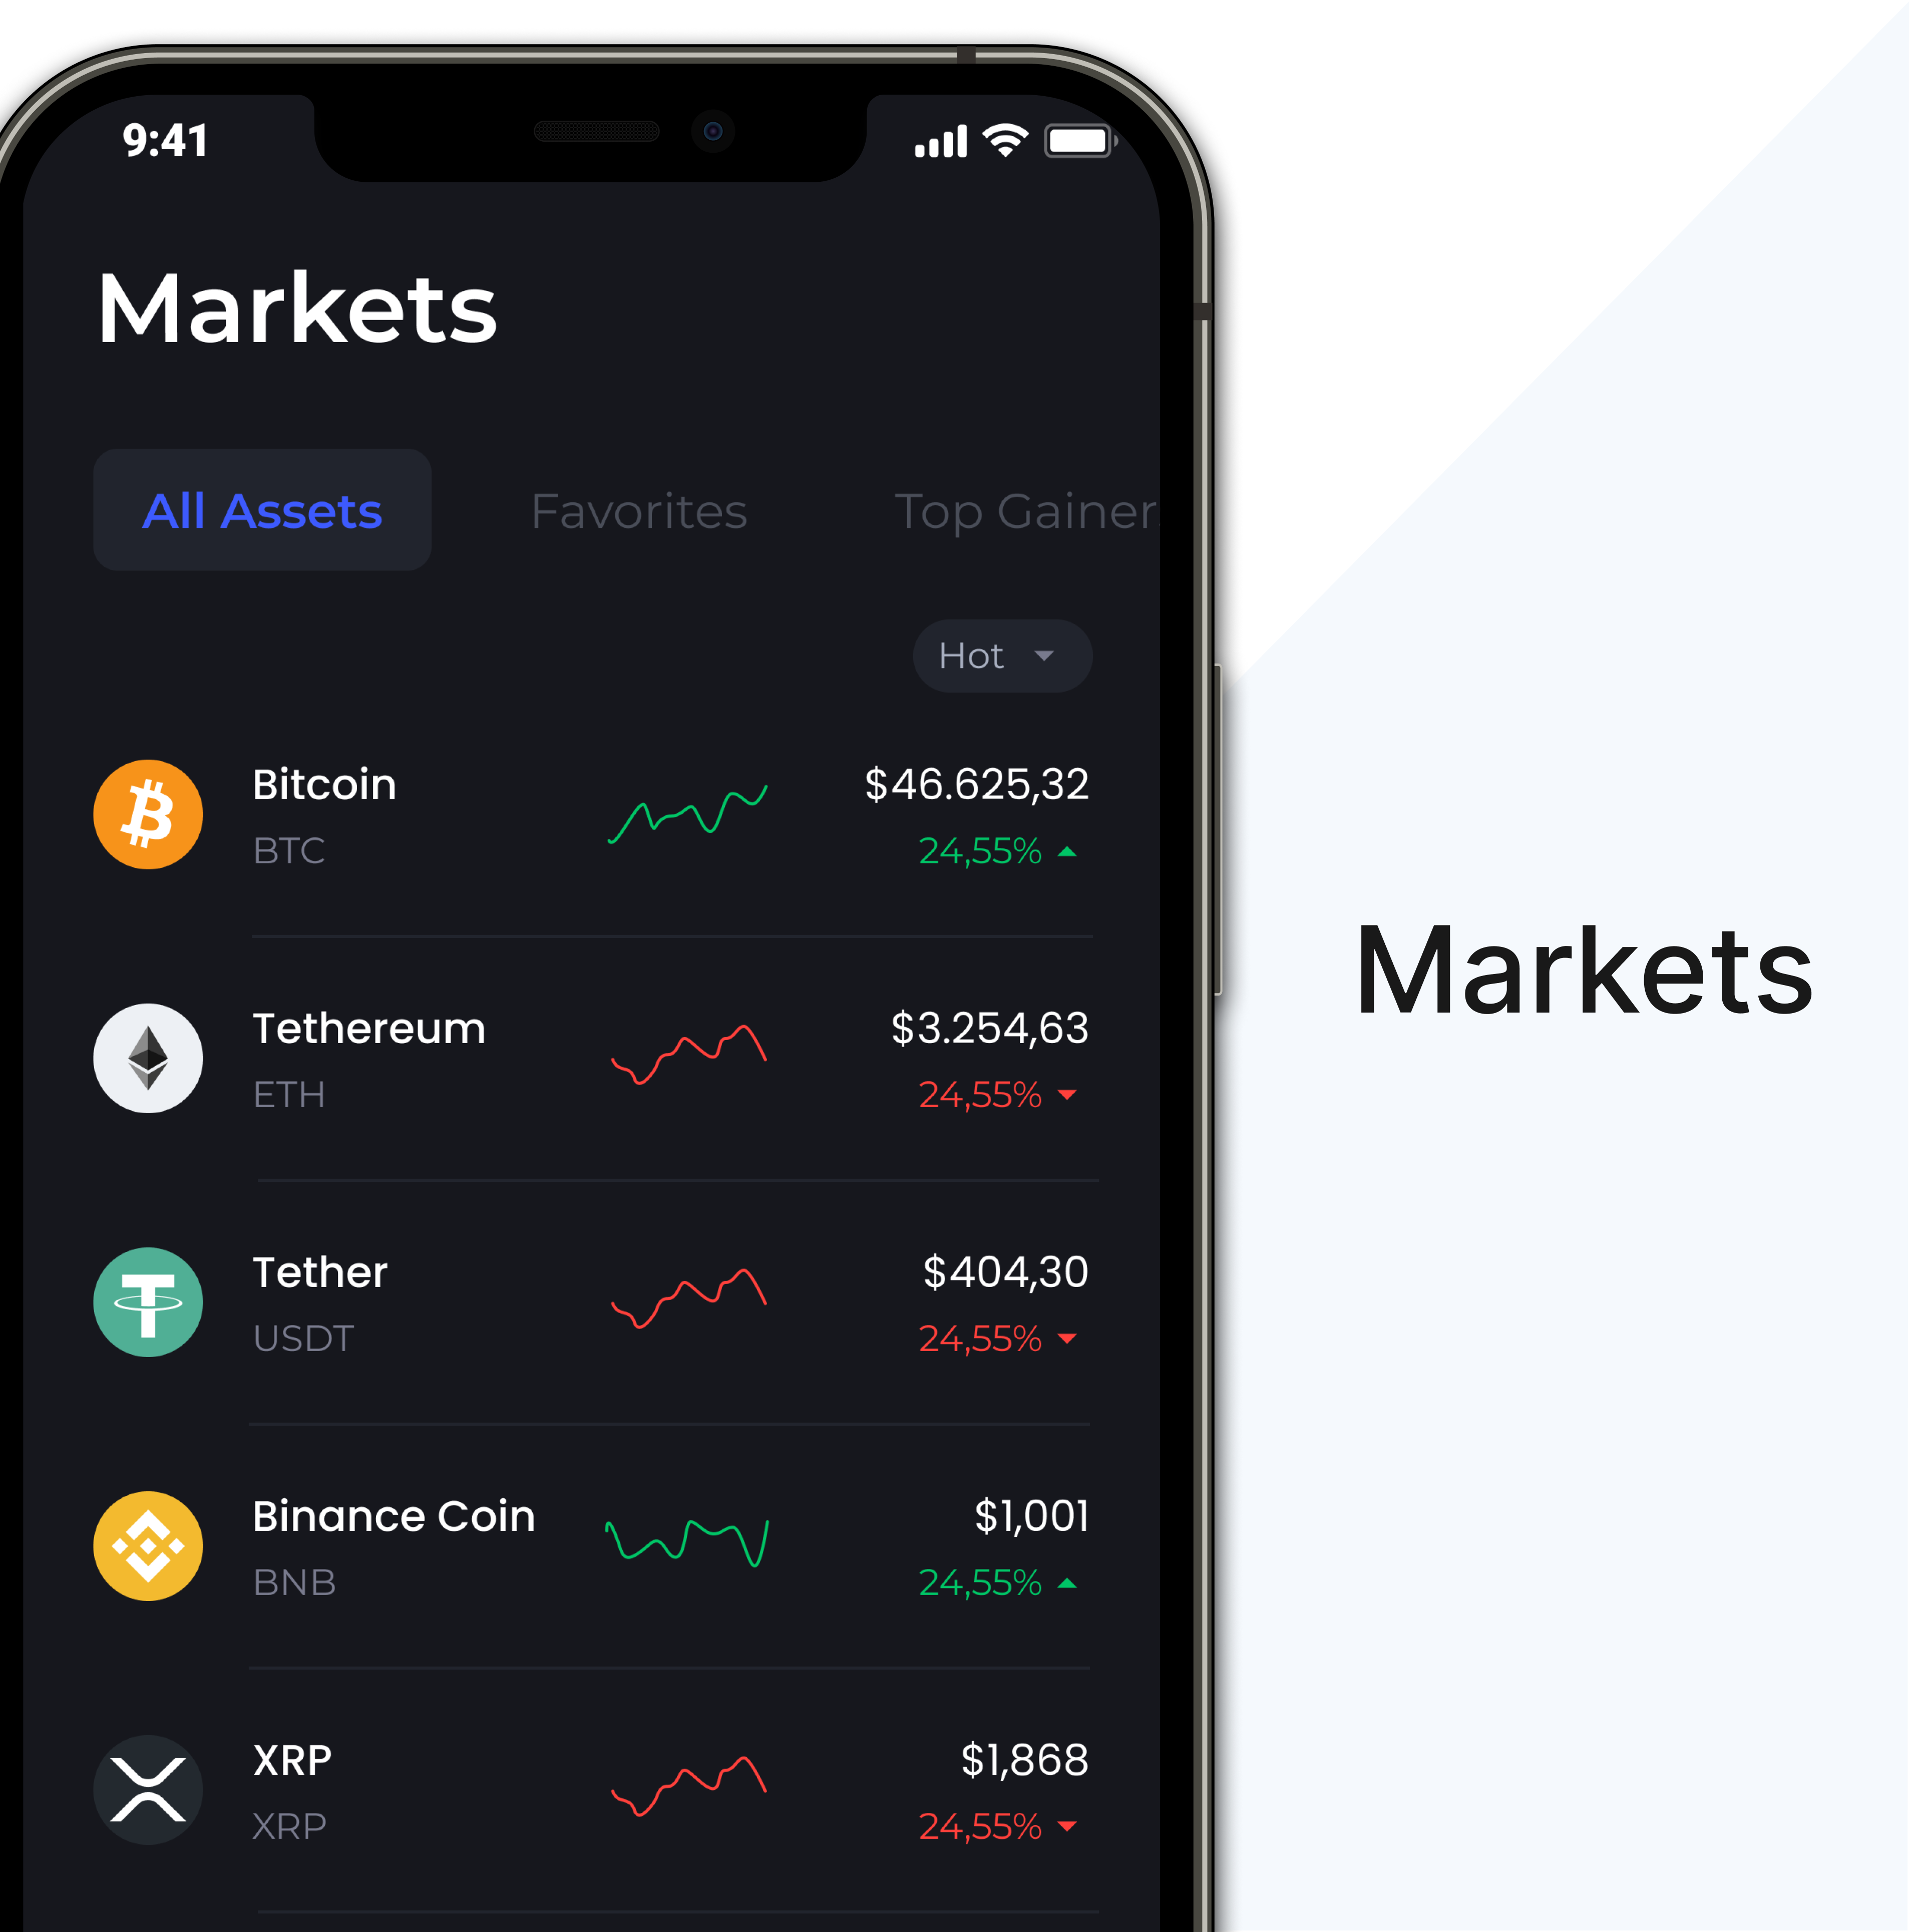 9:41
Markets
All Assets
Favorites
Top Gainer
Hot
Bitcoin
$46.625,32
BTC
24,55%
Tethereum
$3.254,63
ETH
24,55%
Tether
$404,30
USDT
24,55%
Binance Coin
$1,001
BNB
24,55%
XRP
$1,868
XRP
24,55%
Markets